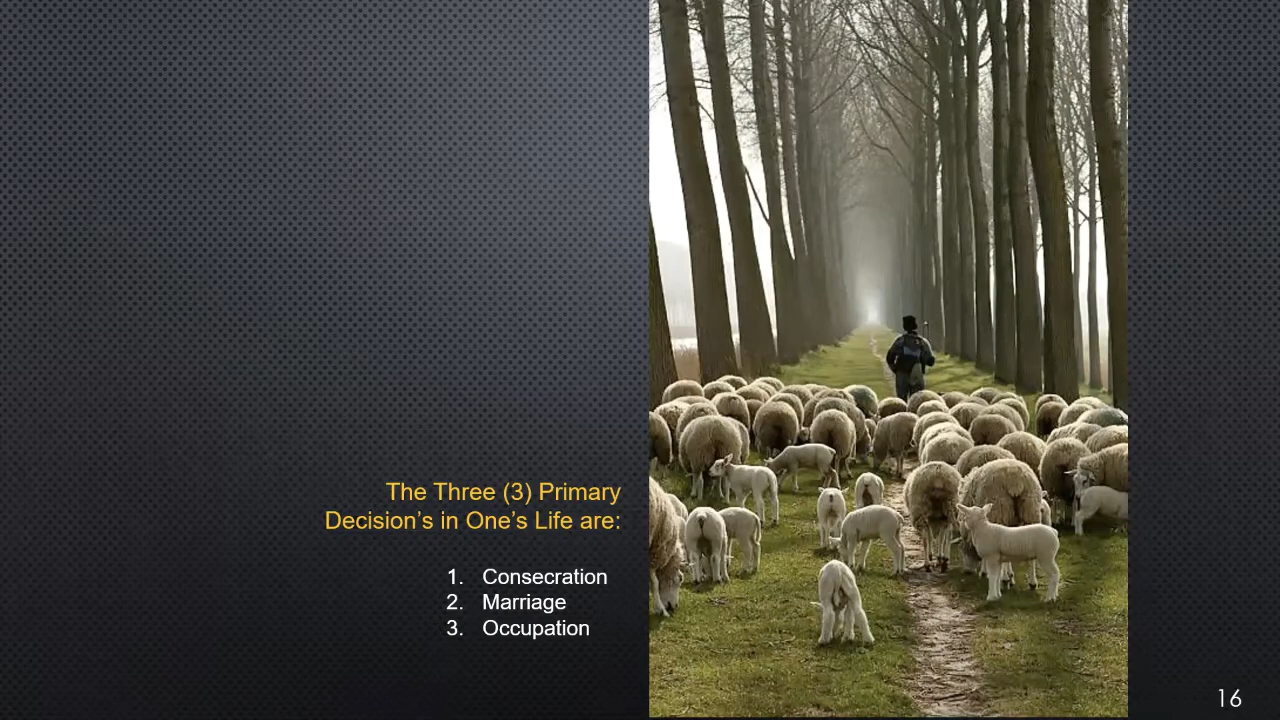 The Three (3) Primary
Decision’s in One’s Life are:
1. Consecration
2. Marriage
3. Occupation
16